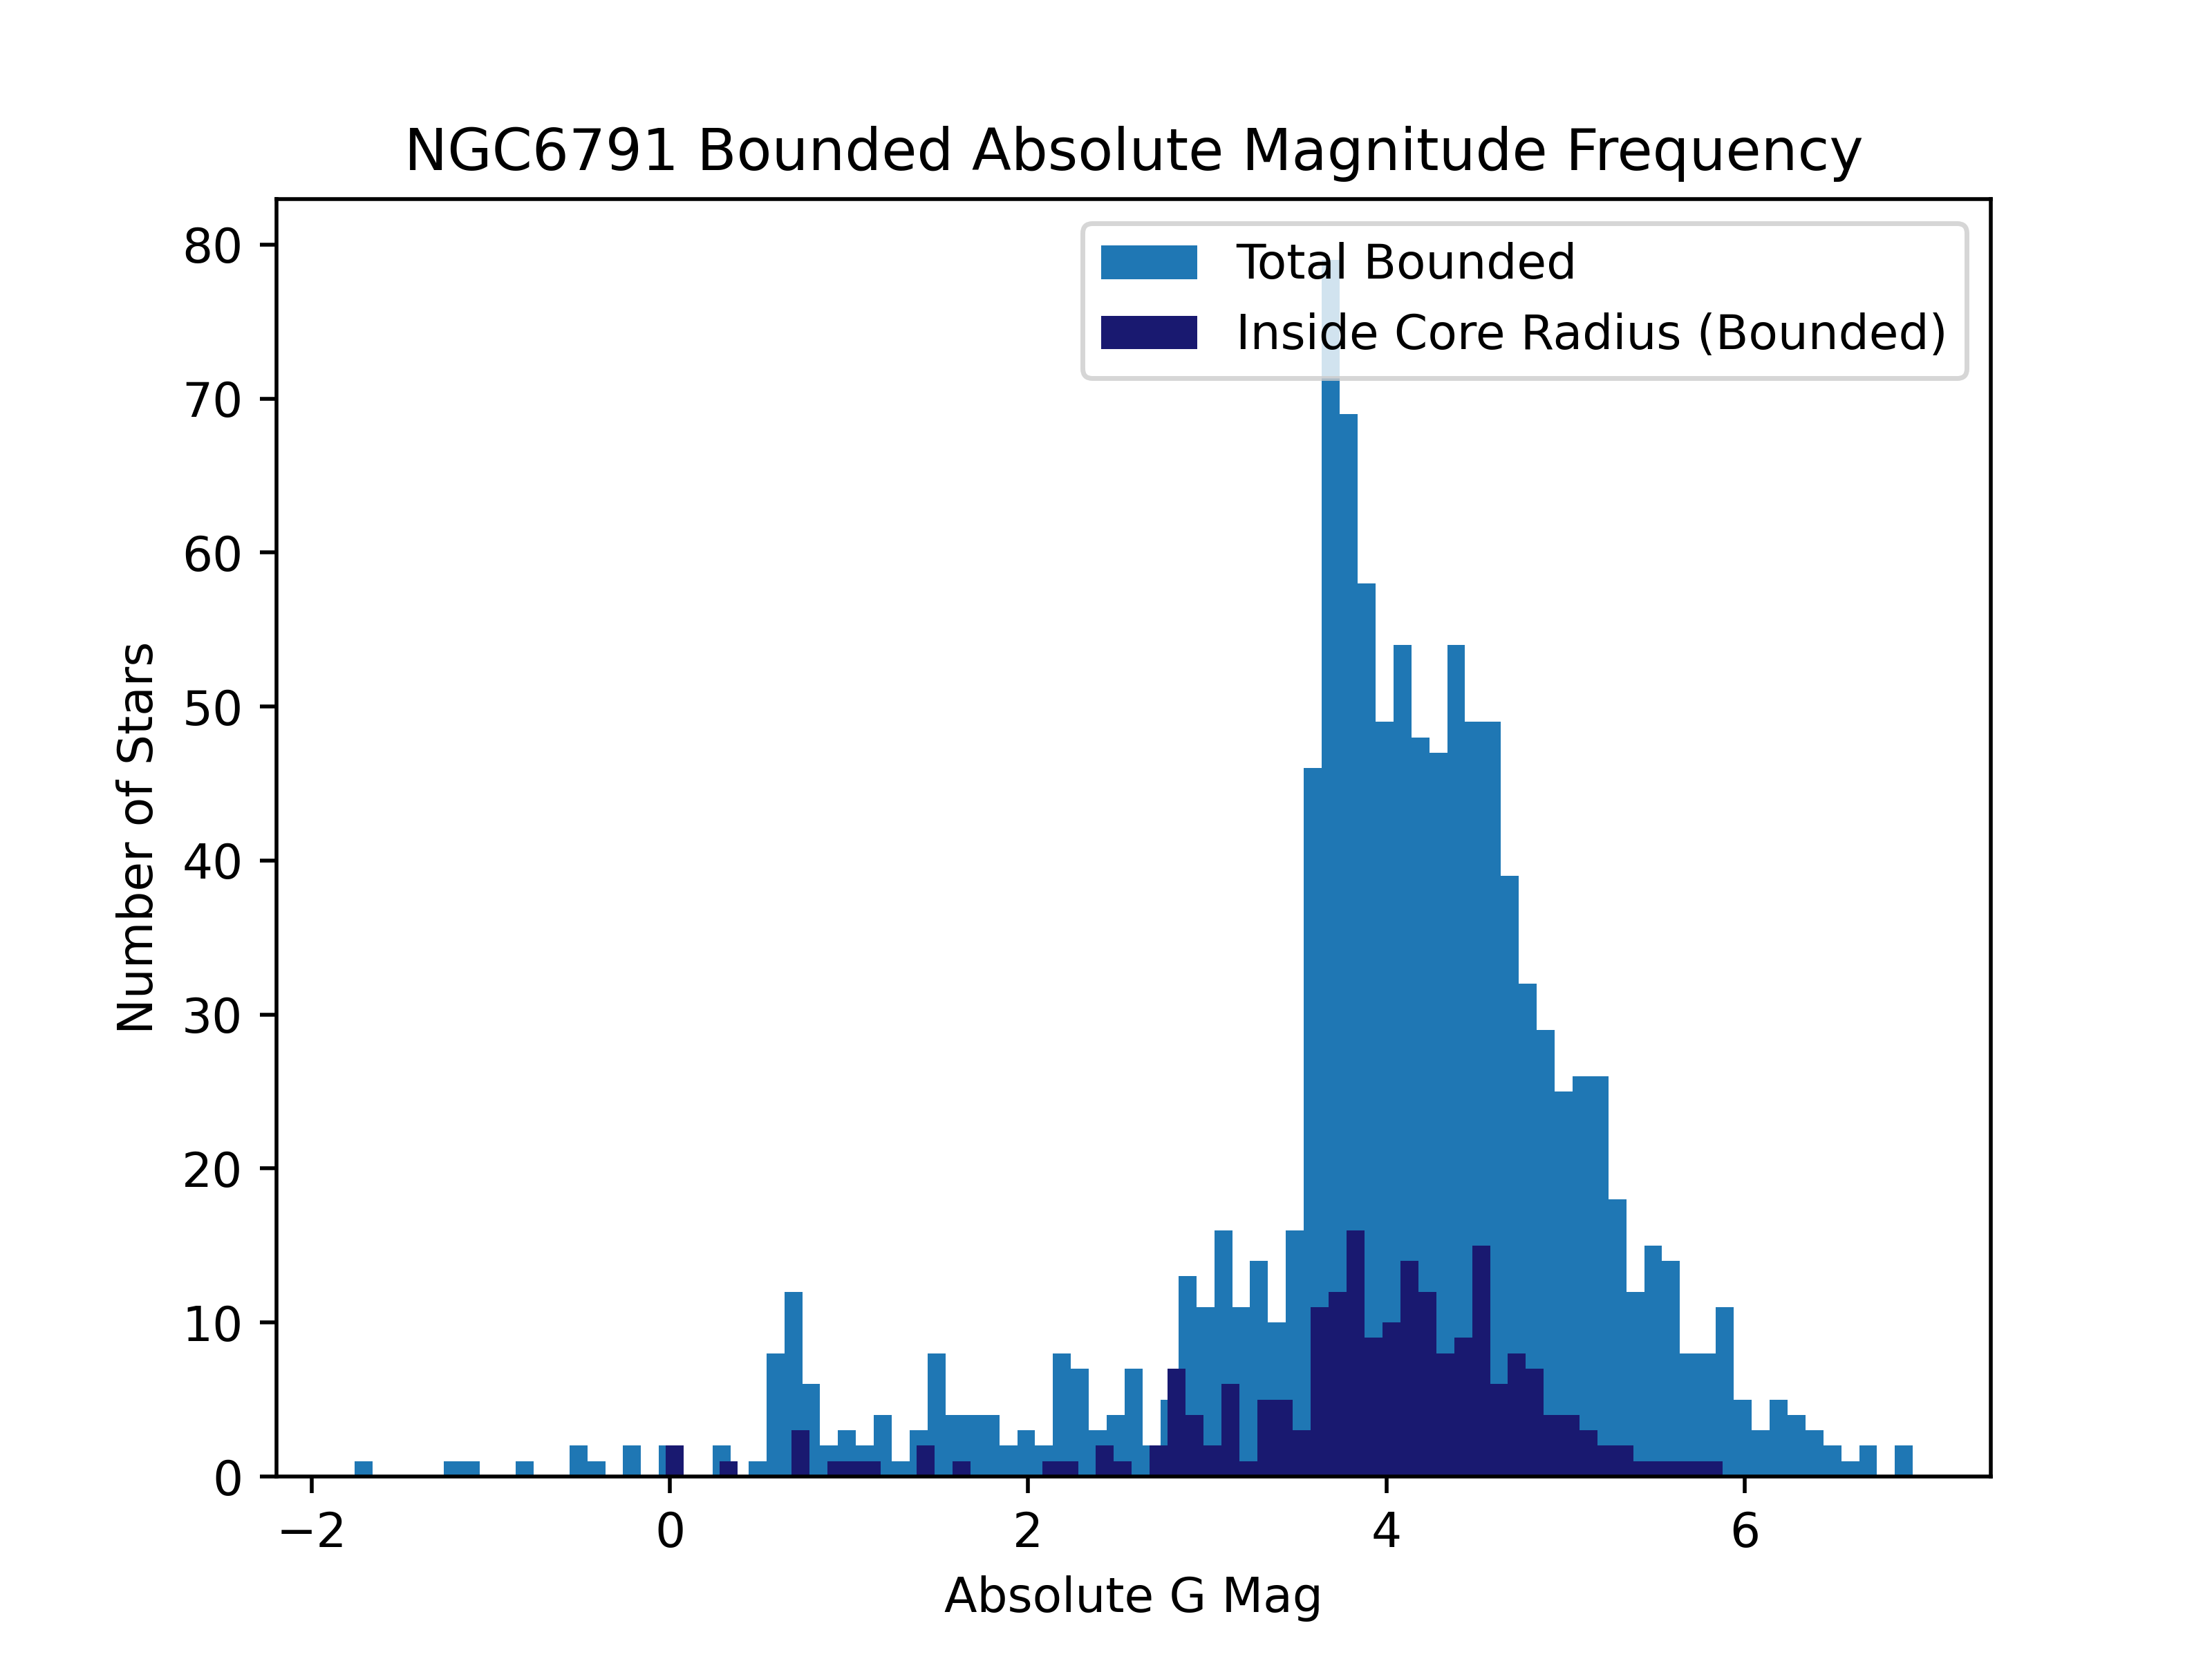 NGC6791 Bounded Absolute Magnitude Frequency
Total Bounded
Inside Core Radius (Bounded)
80
70
60
50
40
30
20
10
0
Number of Stars
−2
0
2
4
6
Absolute G Mag